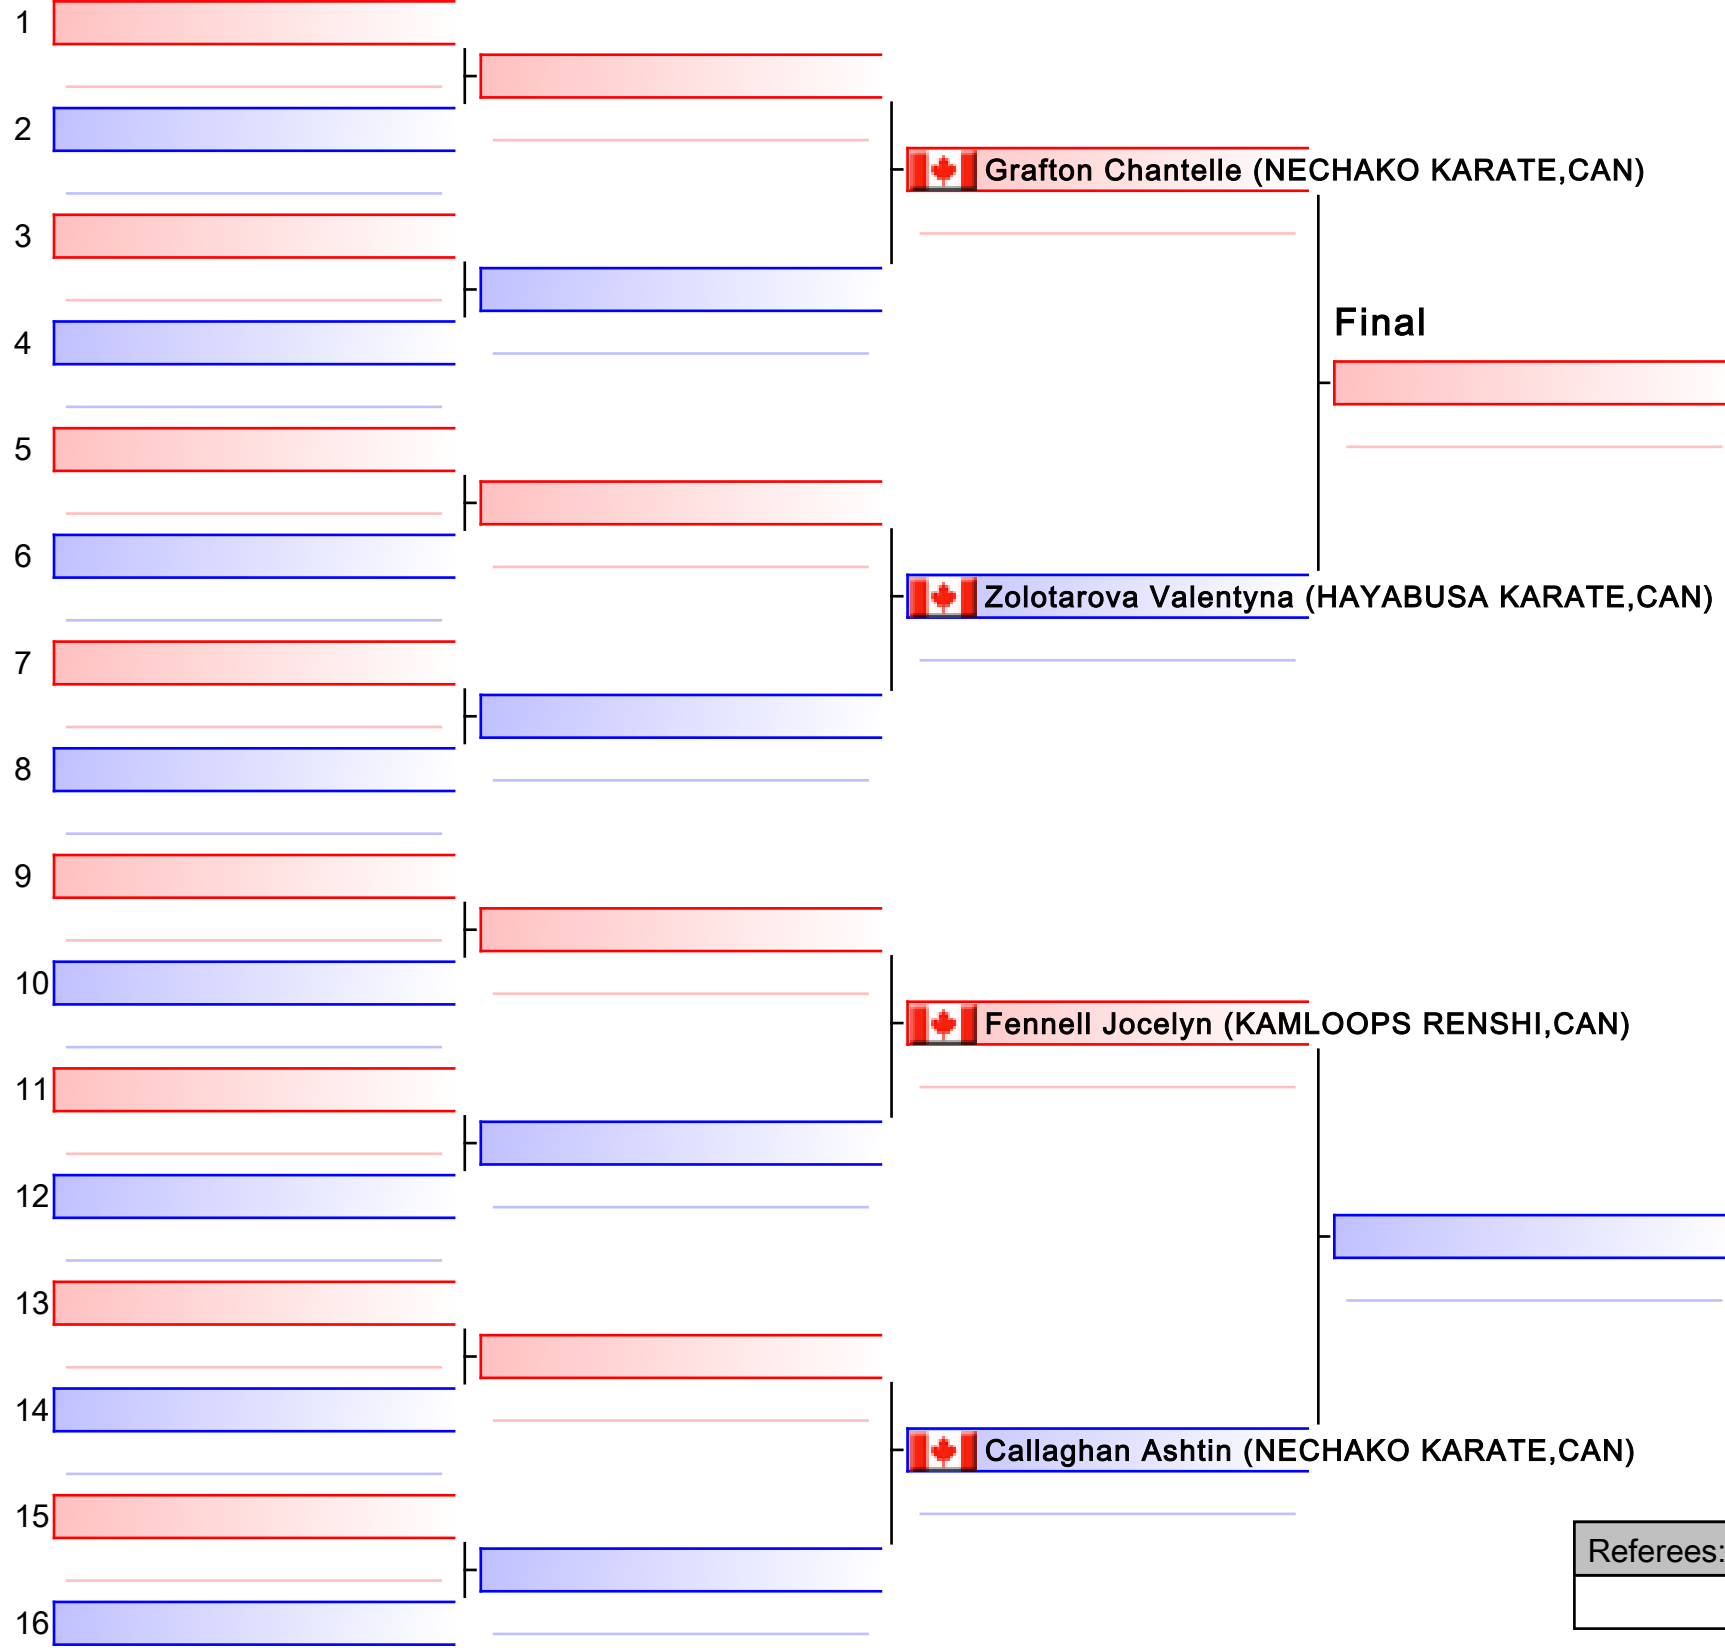 1
2
Grafton Chantelle (NECHAKO KARATE,CAN)
3
Final
4
5
6
Zolotarova Valentyna (HAYABUSA KARATE,CAN)
7
8
9
10
Fennell Jocelyn (KAMLOOPS RENSHI,CAN)
11
12
13
14
Callaghan Ashtin (NECHAKO KARATE,CAN)
15
Referees:
16